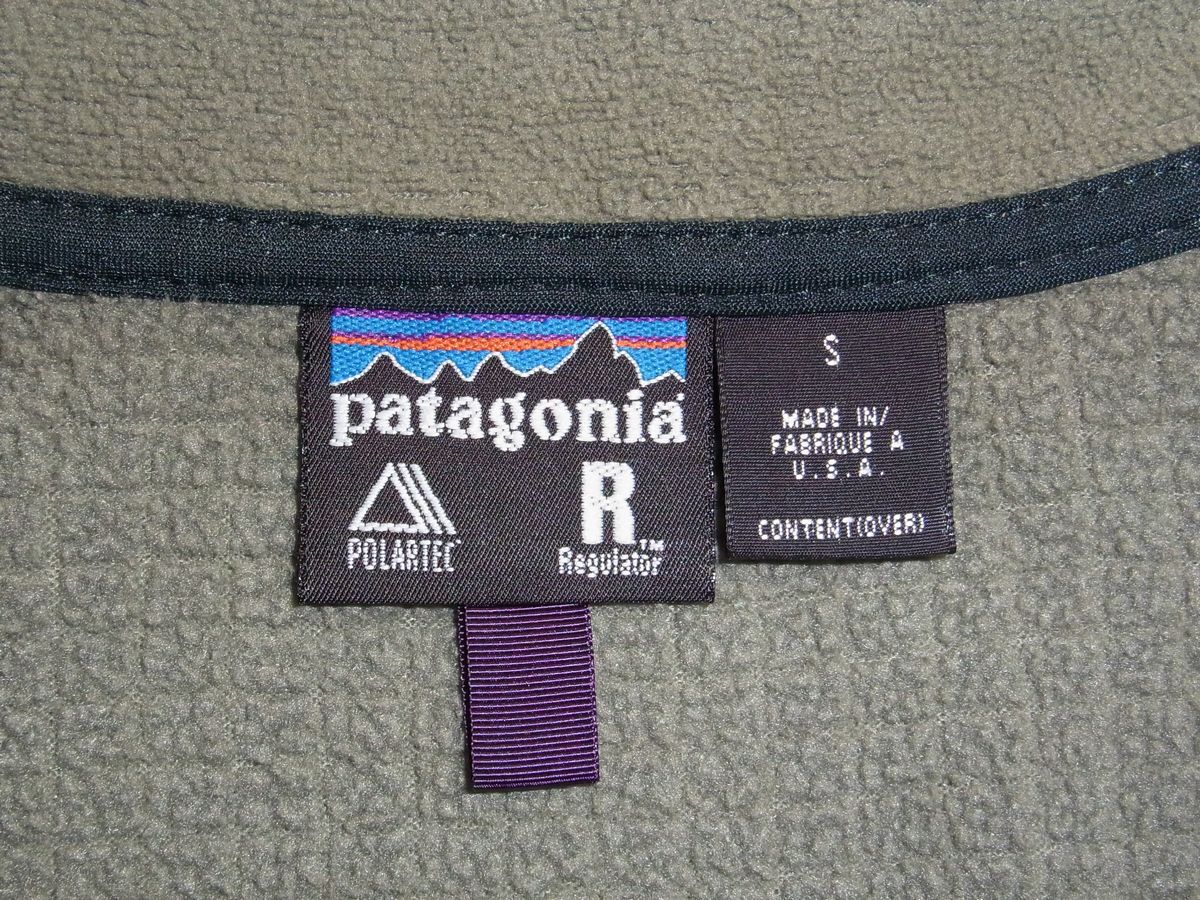 patagonia
POLARTEC
R
Regulator™
S
MADE IN/
FABRIQUE A
U.S.A.
CONTENT(OVER)